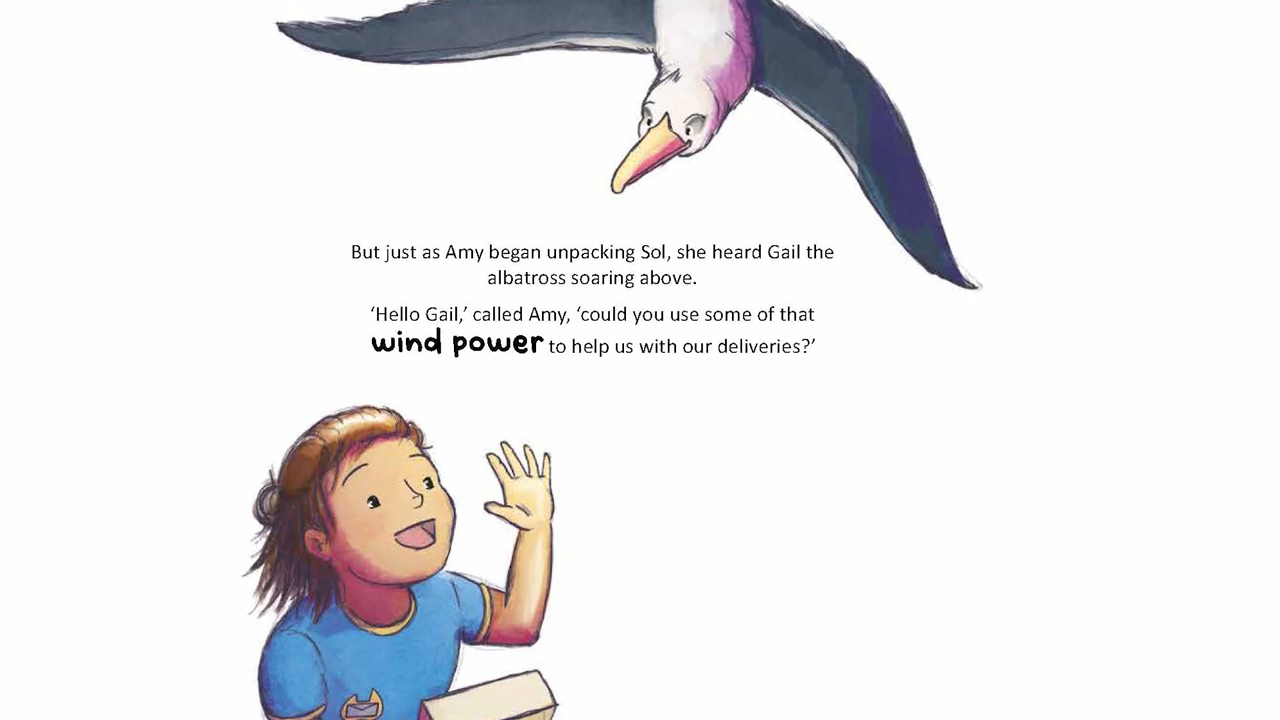 But just as Amy began unpacking Sol, she heard Gail the
albatross soaring above.
‘Hello Gail,’ called Amy, ‘could you use some of that
wind power to help us with our deliveries?’